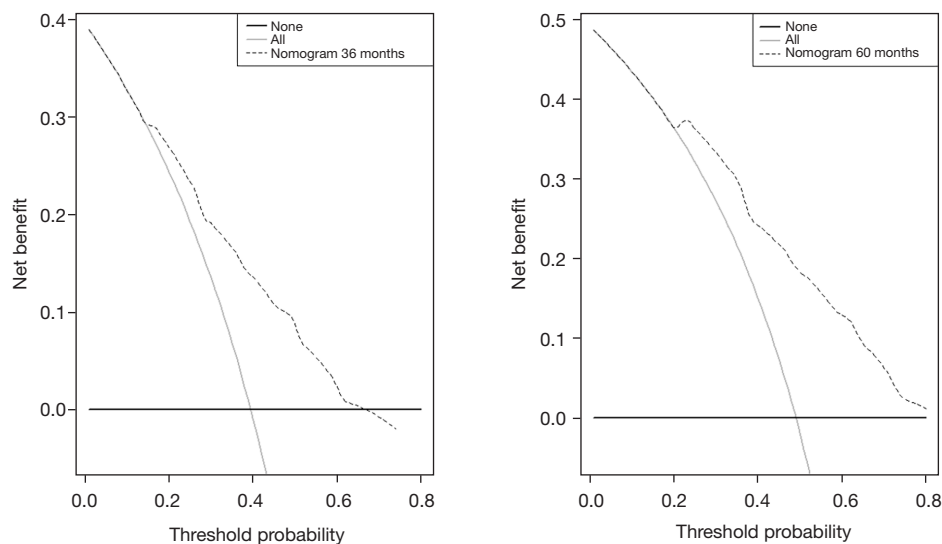 0.4
0.3
0.2
0.1
0.0
Net benefit
None
All
Nomogram 36 months
0.0 0.2 0.4 0.6 0.8
Threshold probability
0.5
0.4
0.3
0.2
0.1
0.0
Net benefit
None
All
Nomogram 60 months
0.0 0.2 0.4 0.6 0.8
Threshold probability